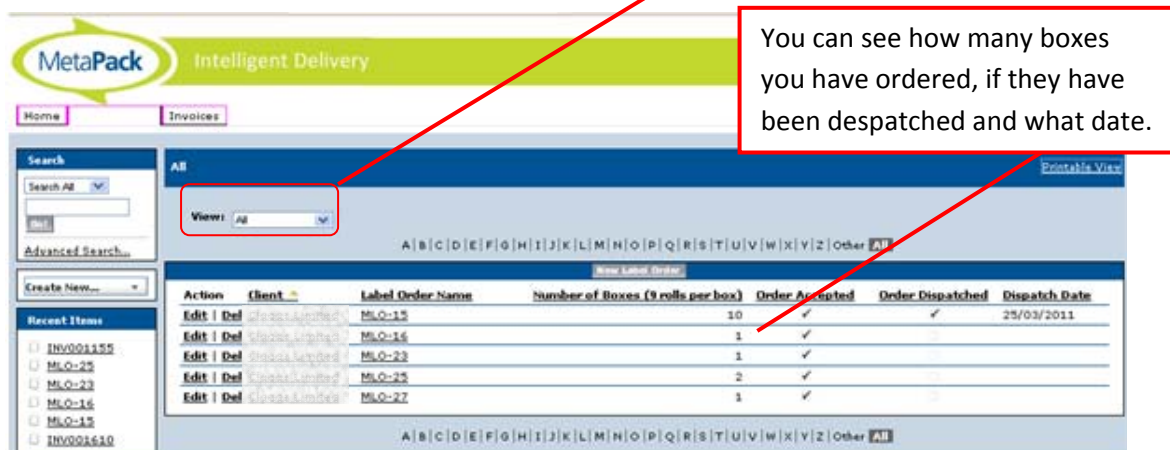 You can see how many boxes
you have ordered, if they have
been despatched and what date.
MetaPack
Intelligent Delivery
Home
Invoices
Search
Search All
Advanced Search...
Create New...
Recent Items
INV001155
MLO-25
MLO-23
MLO-16
MLO-15
INV001610
All
Printable View
View: All
A|B|C|D|E|F|G|H|I|J|K|L|M|N|O|P|Q|R|S|T|U|V|W|X|Y|Z|Other All
New Label Order
Action Client Label Order Name Number of Boxes (9 rolls per box) Order Accepted Order Dispatched Dispatch Date
Edit | Del MLO-15 10 ✓ ✓ 25/03/2011
Edit | Del MLO-16 1 ✓
Edit | Del MLO-23 1 ✓
Edit | Del MLO-25 2 ✓
Edit | Del MLO-27 1 ✓
A|B|C|D|E|F|G|H|I|J|K|L|M|N|O|P|Q|R|S|T|U|V|W|X|Y|Z|Other All